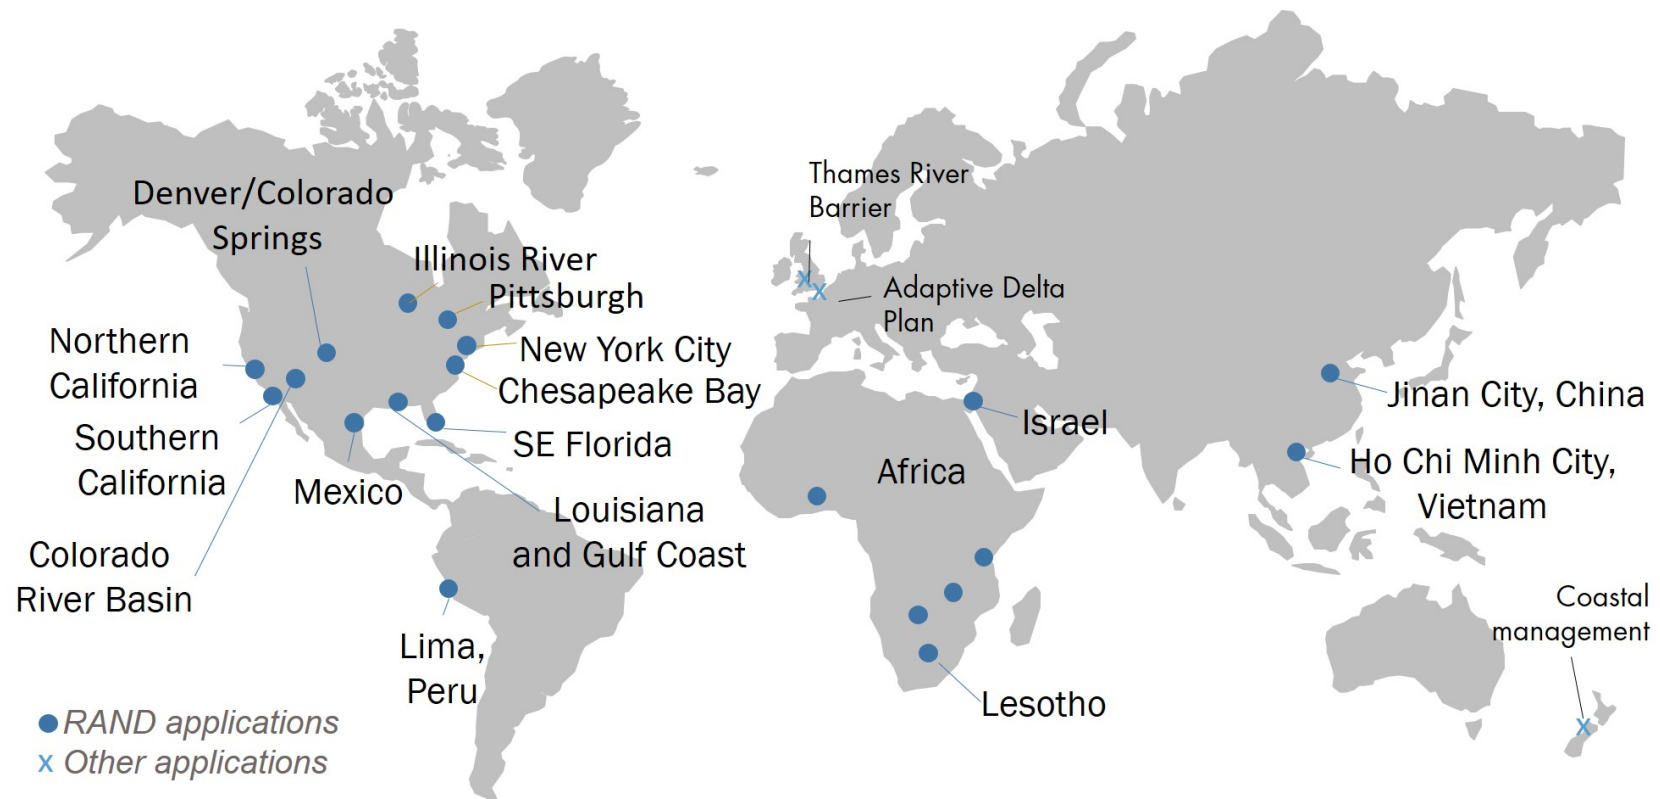 Thames River
Barrier
Denver/Colorado
Springs
Illinois River
Pittsburgh
Adaptive Delta
Plan
Northern
California
New York City
Chesapeake Bay
Jinan City, China
Israel
Southern
California
SE Florida
Africa
Ho Chi Minh City,
Vietnam
Mexico
Louisiana
and Gulf Coast
Colorado
River Basin
Coastal
management
Lima,
Peru
Lesotho
RAND applications
x Other applications